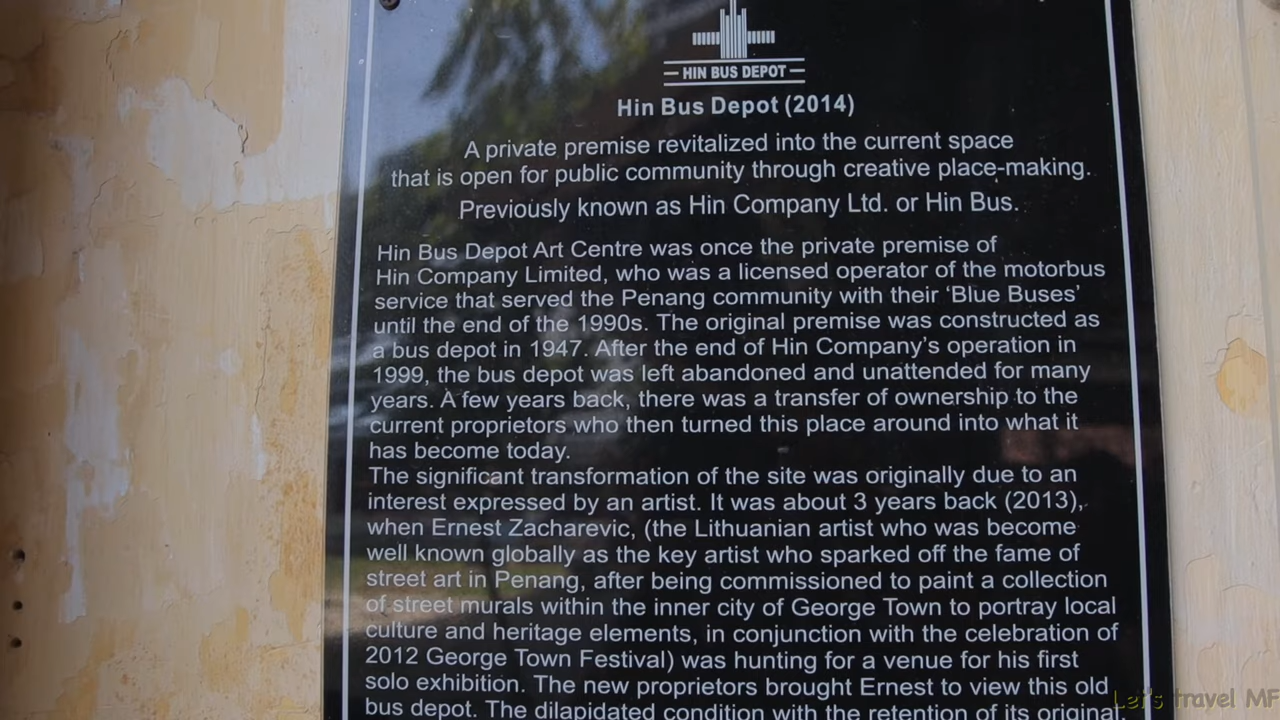 HIN BUS DEPOT
Hin Bus Depot (2014)
A private premise revitalized into the current space
that is open for public community through creative place-making.
Previously known as Hin Company Ltd. or Hin Bus.
Hin Bus Depot Art Centre was once the private premise of
Hin Company Limited, who was a licensed operator of the motorbus
service that served the Penang community with their ‘Blue Buses’
until the end of the 1990s. The original premise was constructed as
a bus depot in 1947. After the end of Hin Company’s operation in
1999, the bus depot was left abandoned and unattended for many
years. A few years back, there was a transfer of ownership to the
current proprietors who then turned this place around into what it
has become today.
The significant transformation of the site was originally due to an
interest expressed by an artist. It was about 3 years back (2013),
when Ernest Zacharevic, (the Lithuanian artist who was become
well known globally as the key artist who sparked off the fame of
street art in Penang, after being commissioned to paint a collection
of street murals within the inner city of George Town to portray local
culture and heritage elements, in conjunction with the celebration of
2012 George Town Festival) was hunting for a venue for his first
solo exhibition. The new proprietors brought Ernest to view this old
bus depot. The dilapidated condition with the retention of its original
Let's travel MF